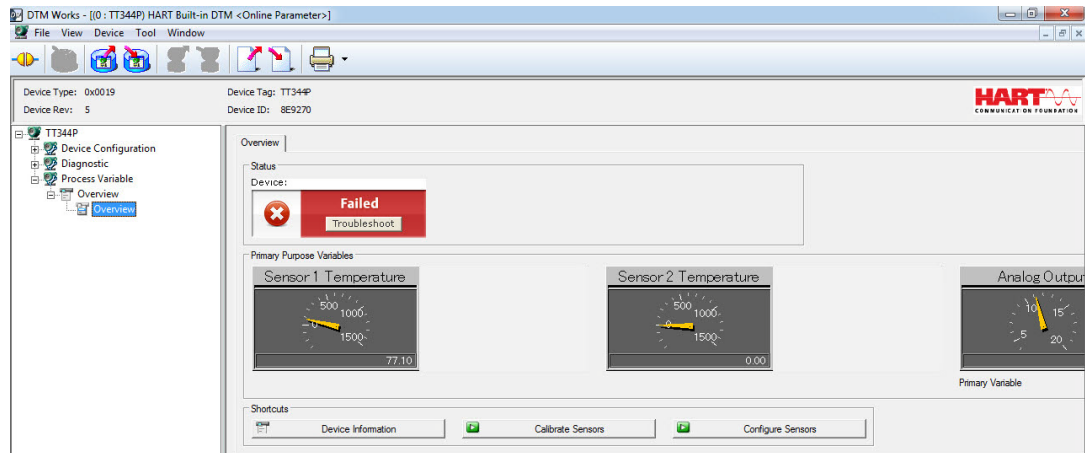 DTM Works - [(0 : TT344P) HART Built-in DTM <Online Parameter>]
File View Device Tool Window
Device Type: 0x0019
Device Tag: TT344P
Device Rev: 5
Device ID: 8E9270
HART
COMMUNICATION FOUNDATION
TT344P
Device Configuration
Diagnostic
Process Variable
Overview
Overview
Overview
Status
Device:
Failed
Troubleshoot
Primary Purpose Variables
Sensor 1 Temperature
0 500 1000 1500
77.10
Sensor 2 Temperature
0 500 1000 1500
0.00
Analog Output
5 10 15 20
Primary Variable
Shortcuts
Device Information
Calibrate Sensors
Configure Sensors